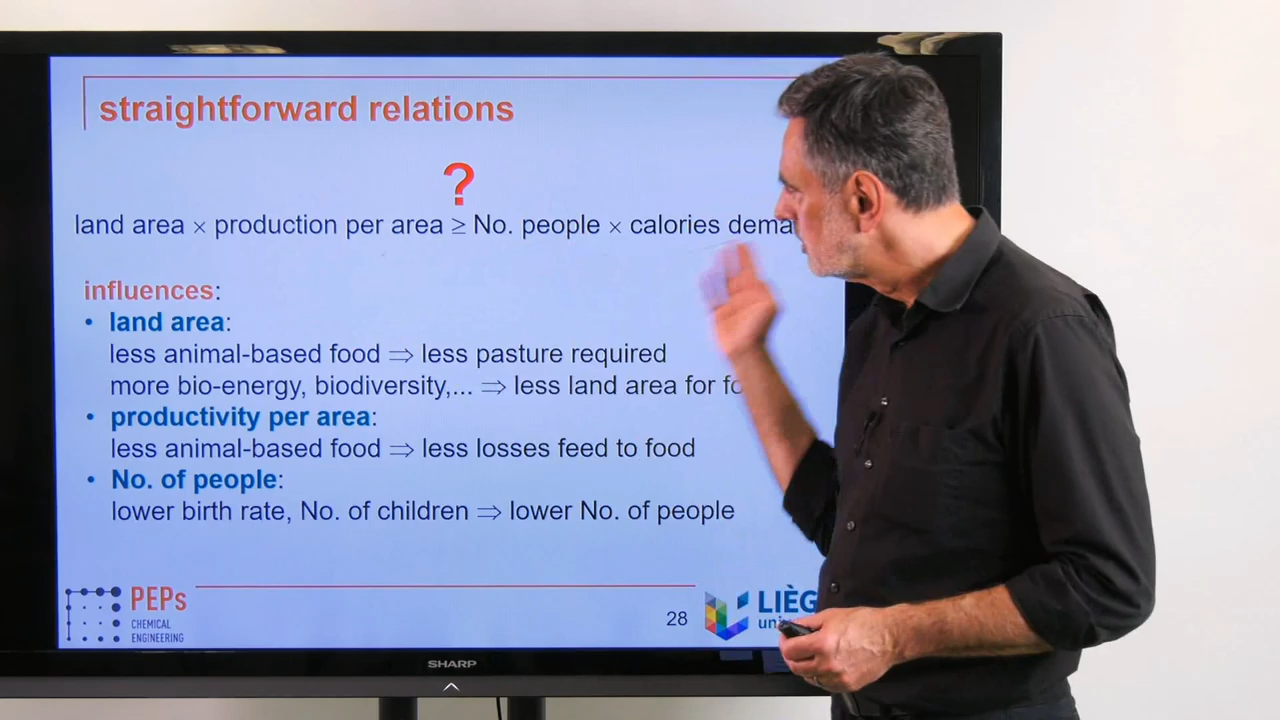 straightforward relations
?
land area × production per area ≥ No. people × calories
influences:
• land area:
less animal-based food ⇒ less pasture required
more bio-energy, biodiversity,... ⇒ less land area for
• productivity per area:
less animal-based food ⇒ less losses feed to food
• No. of people:
lower birth rate, No. of children ⇒ lower No. of people
PEPs
CHEMICAL
ENGINEERING
28
SHARP